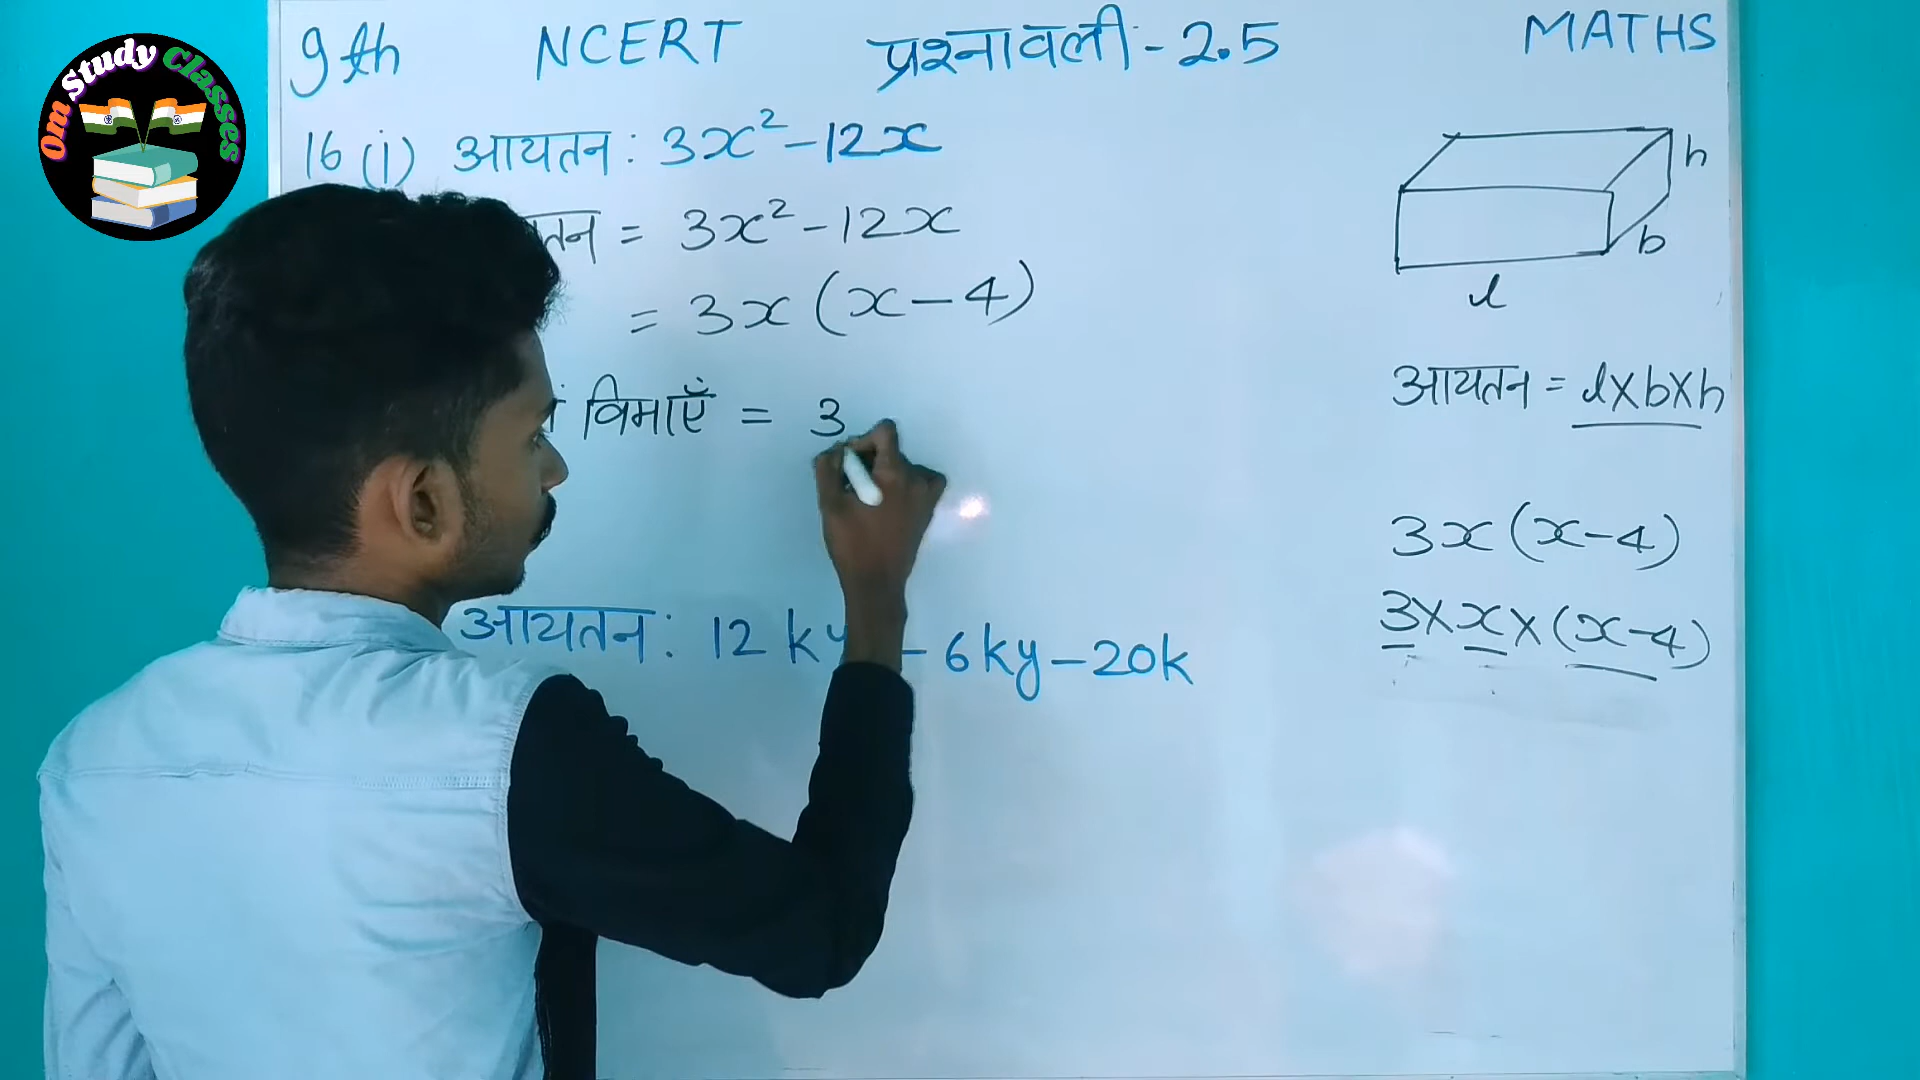 Om Study Classes
9th NCERT प्रश्नावली - 2.5 MATHS
16 (i) आयतन : 3x² - 12x
= 3x² - 12x
= 3x (x - 4)
विमाएँ = 3
आयतन : 12 ky - 6ky - 20k
h
b
l
आयतन = l×b×h
3x (x-4)
3 × x × (x-4)